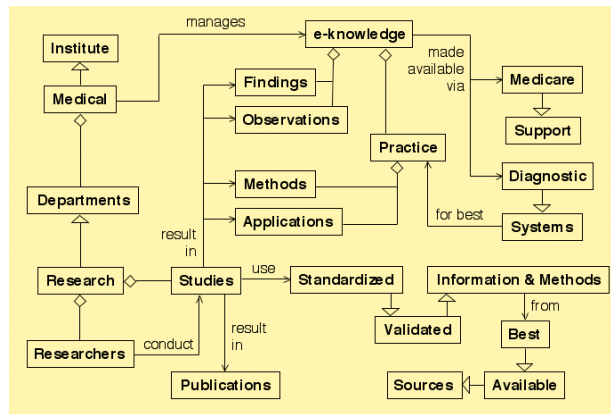 manages
e-knowledge
Institute
made
available
via
Findings
Medicare
Medical
Observations
Support
Practice
Diagnostic
Methods
Departments
Applications
for best
Systems
result
in
use
Research
Studies
Standardized
Information & Methods
from
Validated
Best
result
in
conduct
Researchers
Publications
Sources
Available